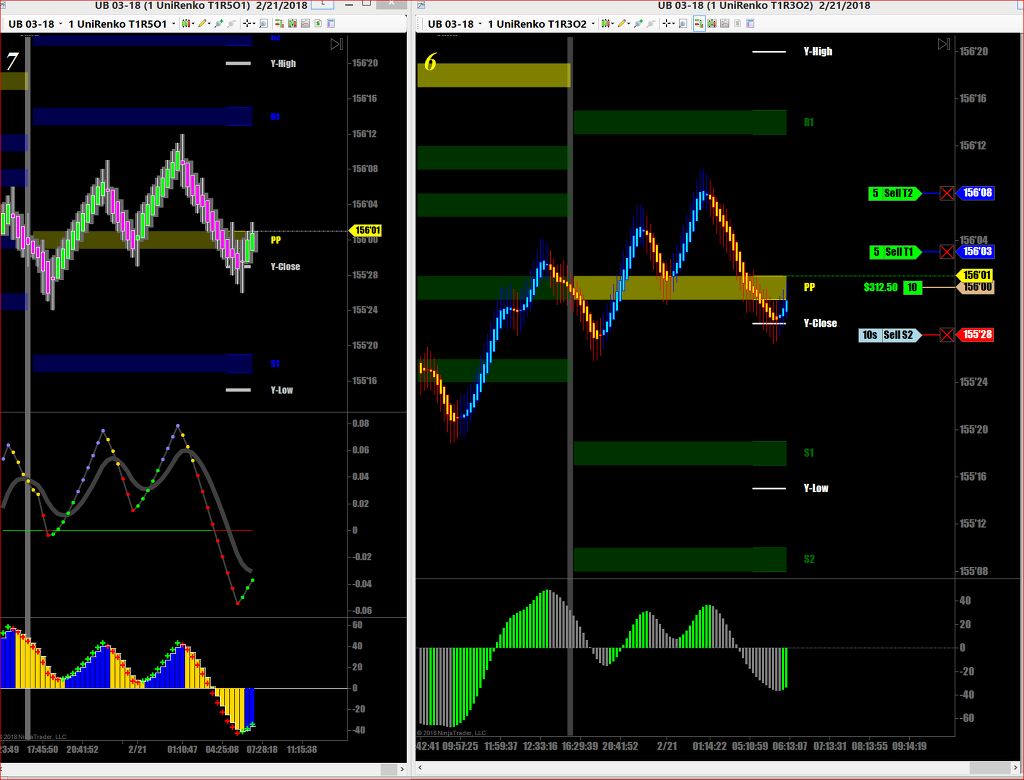 UB 03-18 (1 UniRenko T1R5O1) 2/21/2018
UB 03-18 (1 UniRenko T1R3O2) 2/21/2018
UB 03-18 - 1 UniRenko T1R5O1
UB 03-18 - 1 UniRenko T1R3O2
7
Y-High
R1
PP
Y-Close
S1
Y-Low
156'20
156'16
156'12
156'08
156'04
156'01
156'00
155'28
155'24
155'20
155'16
0.08
0.06
0.04
0.02
0
-0.02
-0.04
-0.06
60
40
20
0
-20
-40
© 2018 NinjaTrader, LLC
23:49 17:45:50 20:41:52 2/21 01:10:47 04:26:08 07:28:18 11:15:38
6
Y-High
R1
PP
Y-Close
S1
Y-Low
S2
5 Sell T2
5 Sell T1
$312.50 10
10s Sell S2
156'20
156'16
156'12
156'08
156'04
156'03
156'01
156'00
155'28
155'24
155'20
155'16
155'12
155'08
40
20
0
-20
-40
-60
© 2018 NinjaTrader, LLC
42:41 09:57:25 11:59:37 12:33:16 16:29:39 20:41:52 2/21 01:14:22 05:10:59 06:13:07 07:13:31 08:13:55 09:14:19